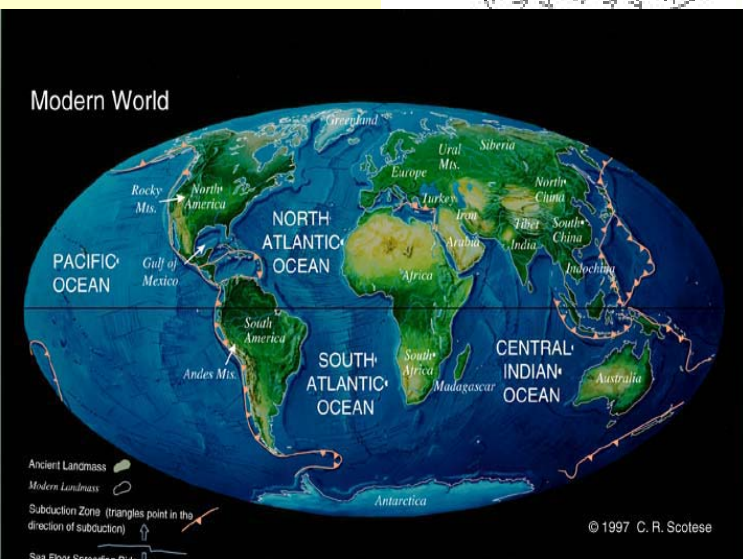 Modern World
Greenland
Ural
Mts.
Siberia
Europe
Rocky
Mts.
North
America
Turkey
Iran
North
China
Tibet
South
China
NORTH
ATLANTIC
OCEAN
Arabia
India
PACIFIC
OCEAN
Gulf of
Mexico
Africa
Indochina
South
America
Andes Mts.
SOUTH
ATLANTIC
OCEAN
South
Africa
Madagascar
CENTRAL
INDIAN
OCEAN
Australia
Ancient Landmass
Modern Landmass
Subduction Zone (triangles point in the
direction of subduction)
Antarctica
© 1997 C. R. Scotese
Sea Floor Spreading